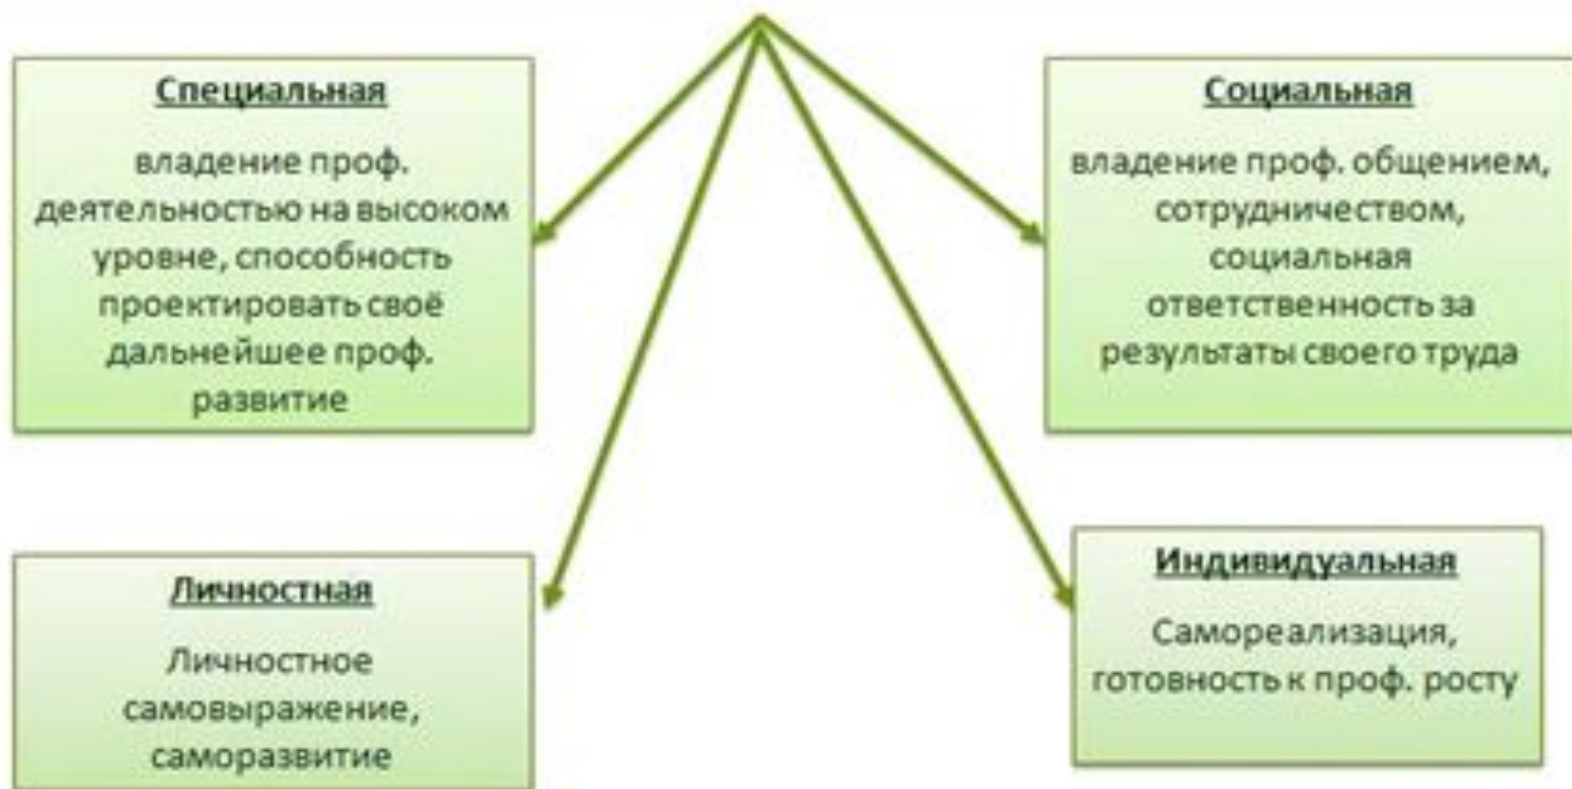 Специальная
владение проф.
деятельностью на высоком
уровне, способность
проектировать своё
дальнейшее проф.
развитие
Социальная
владение проф. общением,
сотрудничеством,
социальная
ответственность за
результаты своего труда
Личностная
Личностное
самовыражение,
саморазвитие
Индивидуальная
Самореализация,
готовность к проф. росту